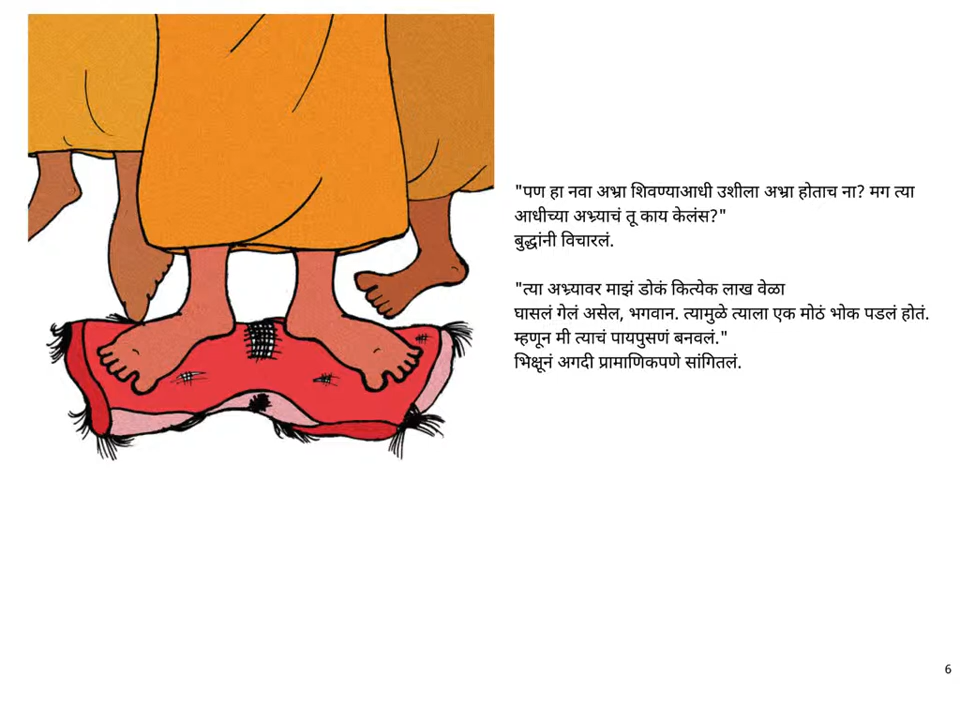 "पण हा नवा अभ्रा शिवण्याआधी उशीला अभ्रा होताच ना? मग त्या
आधीच्या अभ्र्याचं तू काय केलंस?"
बुद्धांनी विचारलं.
"त्या अभ्र्यावर माझं डोकं कित्येक लाख वेळा
घासलं गेलं असेल, भगवान. त्यामुळे त्याला एक मोठं भोक पडलं होतं.
म्हणून मी त्याचं पायपुसणं बनवलं."
भिक्षूनं अगदी प्रामाणिकपणे सांगितलं.
6